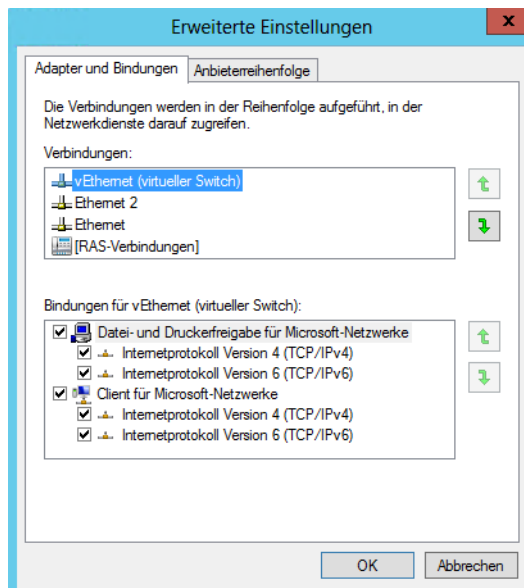 Erweiterte Einstellungen
x
Adapter und Bindungen
Anbieterreihenfolge
Die Verbindungen werden in der Reihenfolge aufgeführt, in der
Netzwerkdienste darauf zugreifen.
Verbindungen:
vEthernet (virtueller Switch)
Ethernet 2
Ethernet
[RAS-Verbindungen]
Bindungen für vEthernet (virtueller Switch):
Datei- und Druckerfreigabe für Microsoft-Netzwerke
Internetprotokoll Version 4 (TCP/IPv4)
Internetprotokoll Version 6 (TCP/IPv6)
Client für Microsoft-Netzwerke
Internetprotokoll Version 4 (TCP/IPv4)
Internetprotokoll Version 6 (TCP/IPv6)
OK
Abbrechen